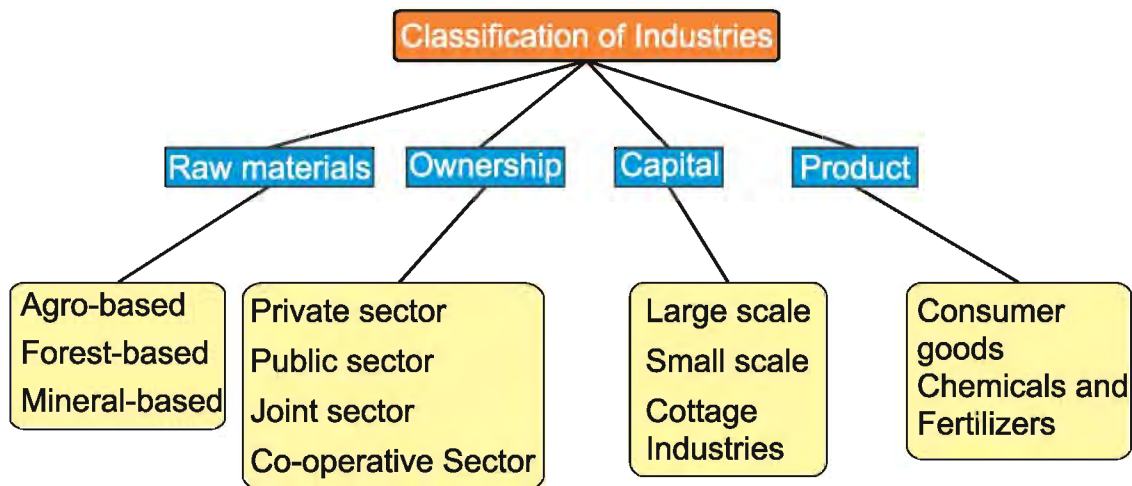 Classification of Industries
Raw materials
Ownership
Capital
Product
Agro-based
Forest-based
Mineral-based
Private sector
Public sector
Joint sector
Co-operative Sector
Large scale
Small scale
Cottage
Industries
Consumer
goods
Chemicals and
Fertilizers